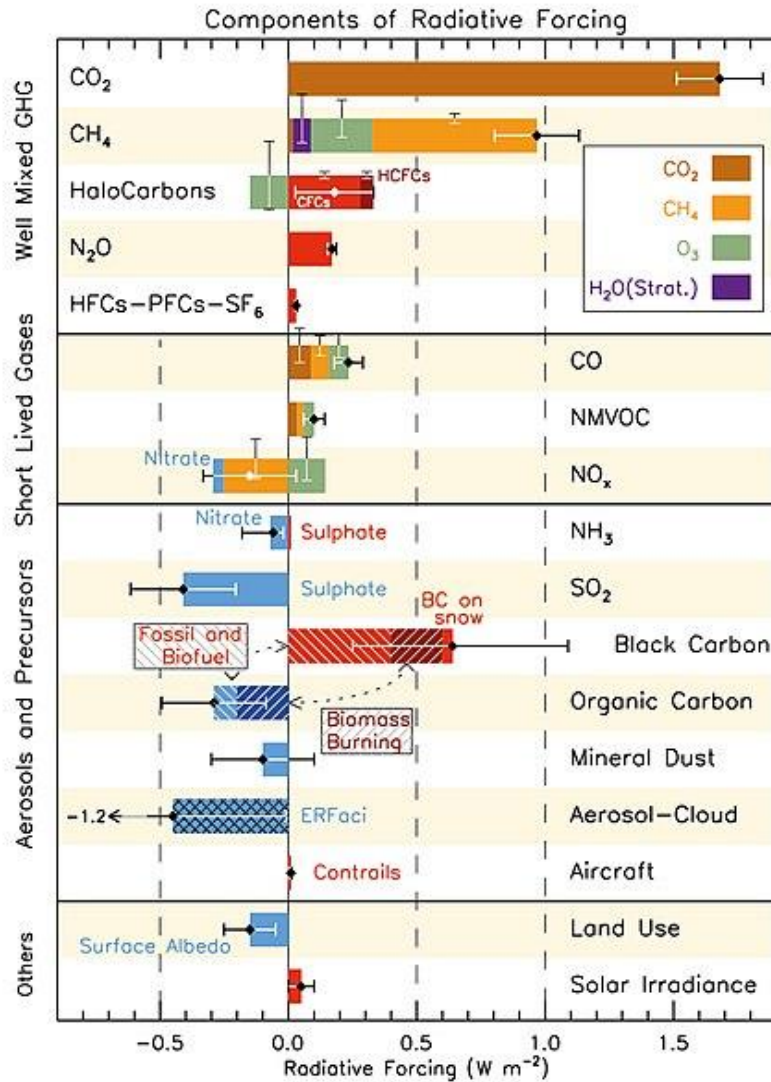 Components of Radiative Forcing
Well Mixed GHG
CO₂
CH₄
HaloCarbons
HCFCs
CFCs
N₂O
HFCs-PFCs-SF₆
CO₂
CH₄
O₃
H₂O(Strat.)
Short Lived Gases
CO
NMVOC
Nitrate
NOₓ
Aerosols and Precursors
Nitrate
Sulphate
NH₃
Sulphate
SO₂
BC on
snow
Fossil and
Biofuel
Black Carbon
Organic Carbon
Biomass
Burning
Mineral Dust
-1.2
ERFaci
Aerosol-Cloud
Contrails
Aircraft
Others
Land Use
Surface Albedo
Solar Irradiance
-0.5 0.0 0.5 1.0 1.5
Radiative Forcing (W m⁻²)